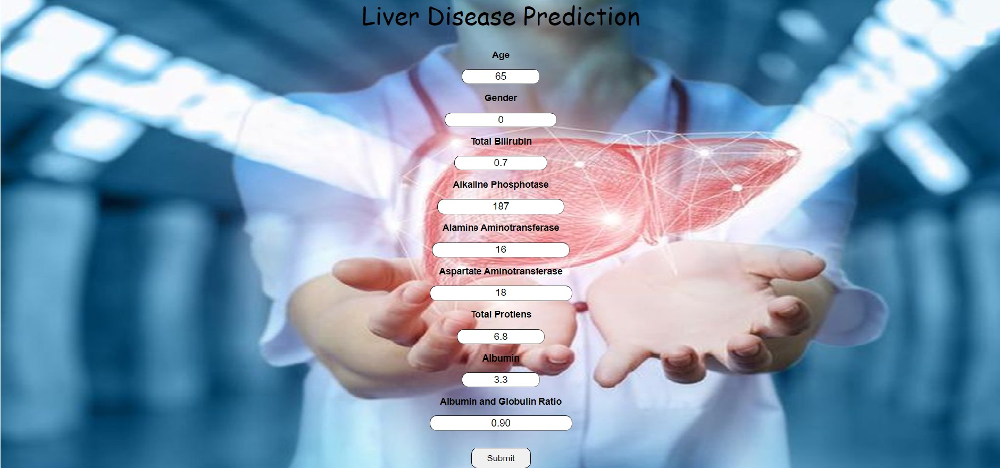 Liver Disease Prediction
Age
65
Gender
0
Total Bilirubin
0.7
Alkaline Phosphotase
187
Alamine Aminotransferase
16
Aspartate Aminotransferase
18
Total Protiens
6.8
Albumin
3.3
Albumin and Globulin Ratio
0.90
Submit